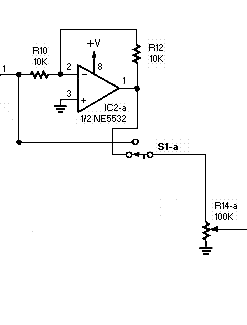 +V
R10
10K
R12
10K
1
2
8
1
3
IC2-a
1/2 NE5532
S1-a
R14-a
100K